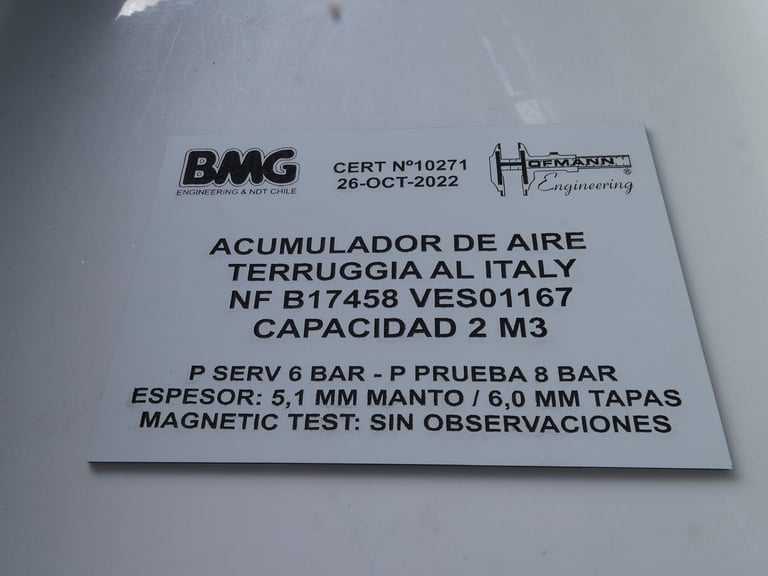 BMG
ENGINEERING & NDT CHILE
CERT Nº10271
26-OCT-2022
HOFMANN
®
Engineering
ACUMULADOR DE AIRE
TERRUGGIA AL ITALY
NF B17458 VES01167
CAPACIDAD 2 M3
P SERV 6 BAR - P PRUEBA 8 BAR
ESPESOR: 5,1 MM MANTO / 6,0 MM TAPAS
MAGNETIC TEST: SIN OBSERVACIONES